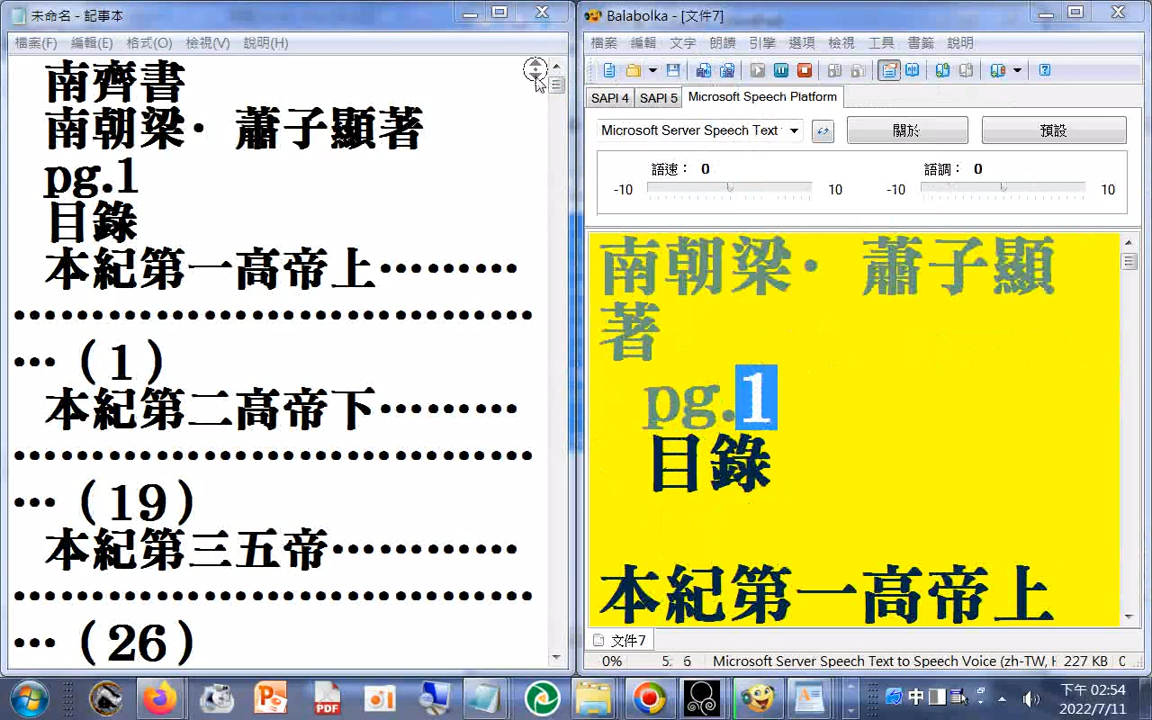 未命名 - 記事本
檔案(F) 編輯(E) 格式(O) 檢視(V) 說明(H)
南齊書
南朝梁· 蕭子顯著
pg.1
目錄
本紀第一高帝上………
………………………………
…（1）
本紀第二高帝下………
………………………………
…（19）
本紀第三五帝…………
………………………………
…（26）
Balabolka - [文件7]
檔案 編輯 文字 朗讀 引擎 選項 檢視 工具 書籤 說明
SAPI 4 SAPI 5 Microsoft Speech Platform
Microsoft Server Speech Text 關於 預設
語速： 0 語調： 0
-10 10 -10 10
南朝梁· 蕭子顯
著
pg.1
目錄
本紀第一高帝上
文件7
0% 5: 6 Microsoft Server Speech Text to Speech Voice (zh-TW, 227 KB
PDF
中
下午 02:54
2022/7/11